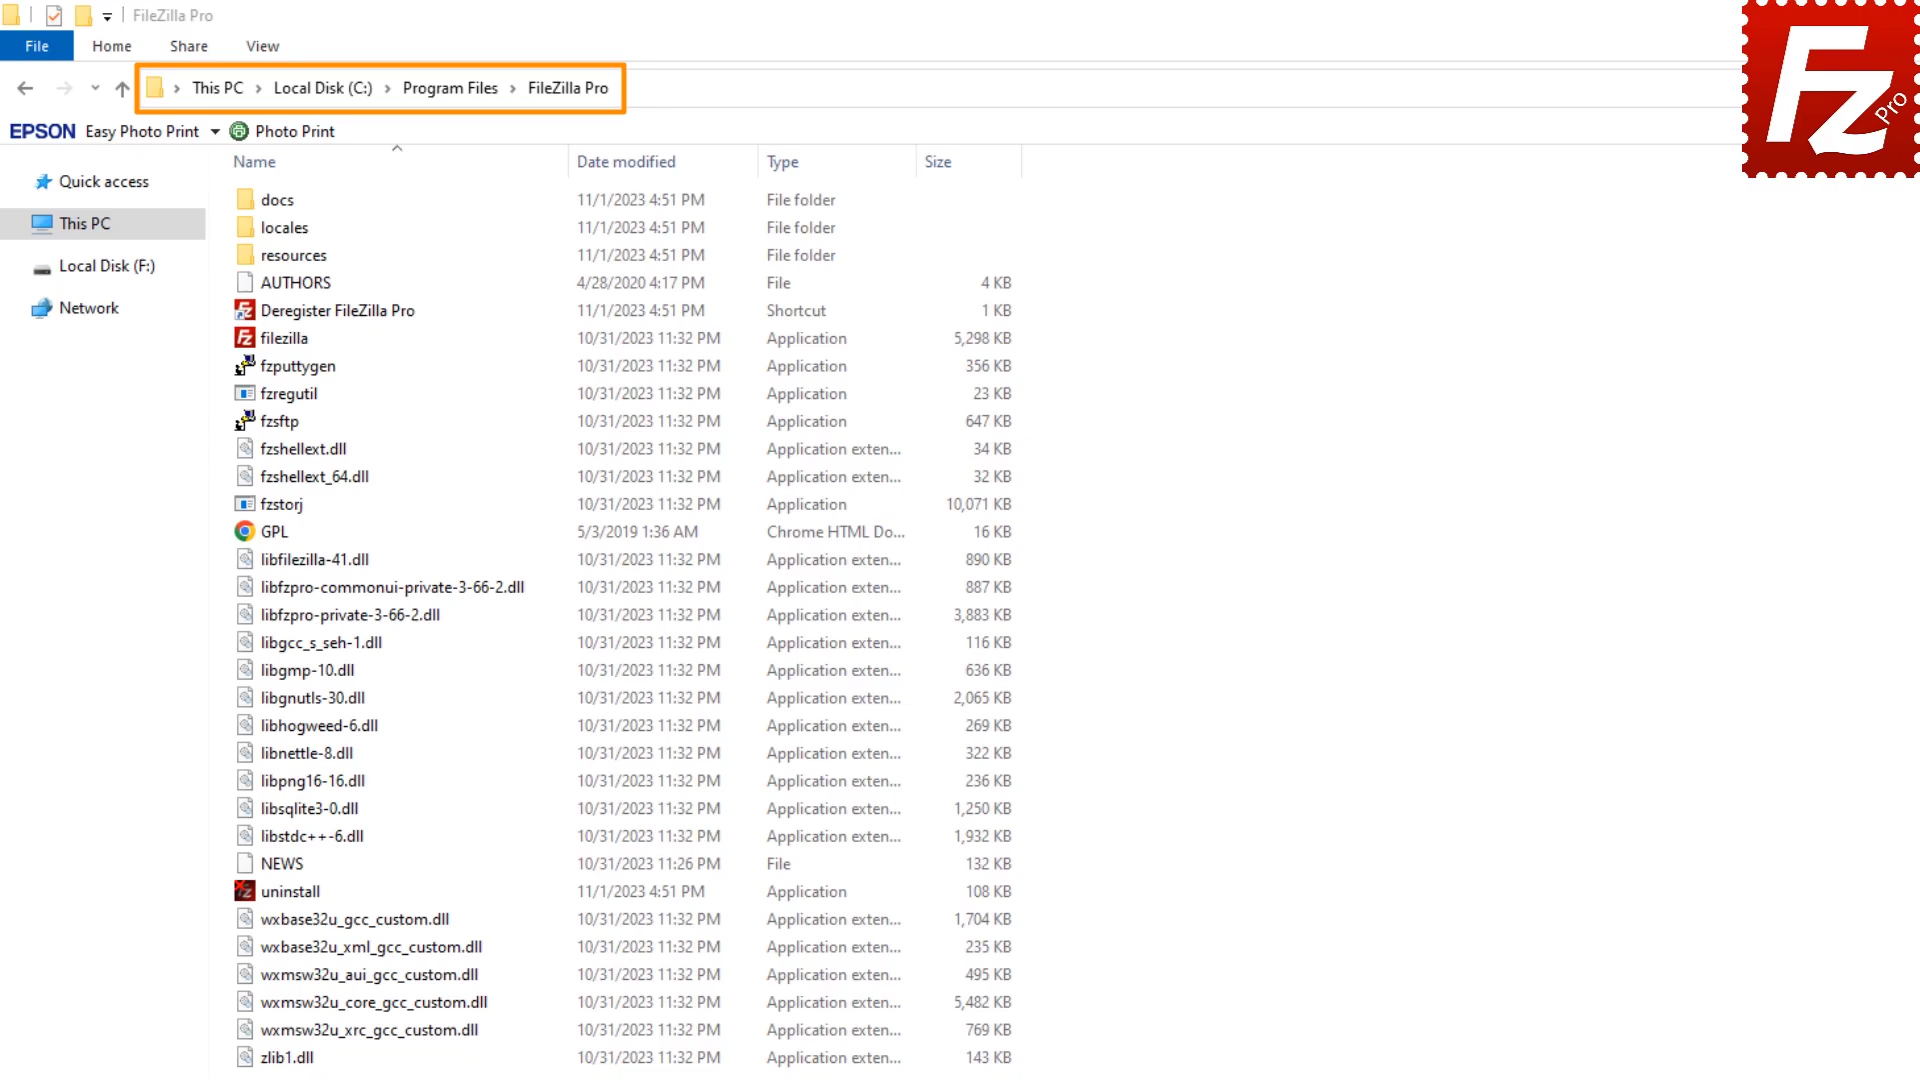 FileZilla Pro
File Home Share View
This PC Local Disk (C:) Program Files FileZilla Pro
EPSON Easy Photo Print Photo Print
Fz Pro
Name Date modified Type Size
Quick access
This PC
Local Disk (F:)
Network
docs 11/1/2023 4:51 PM File folder
locales 11/1/2023 4:51 PM File folder
resources 11/1/2023 4:51 PM File folder
AUTHORS 4/28/2020 4:17 PM File 4 KB
Deregister FileZilla Pro 11/1/2023 4:51 PM Shortcut 1 KB
filezilla 10/31/2023 11:32 PM Application 5,298 KB
fzputtygen 10/31/2023 11:32 PM Application 356 KB
fzregutil 10/31/2023 11:32 PM Application 23 KB
fzsftp 10/31/2023 11:32 PM Application 647 KB
fzshellext.dll 10/31/2023 11:32 PM Application exten... 34 KB
fzshellext_64.dll 10/31/2023 11:32 PM Application exten... 32 KB
fzstorj 10/31/2023 11:32 PM Application 10,071 KB
GPL 5/3/2019 1:36 AM Chrome HTML Do... 16 KB
libfilezilla-41.dll 10/31/2023 11:32 PM Application exten... 890 KB
libfzpro-commonui-private-3-66-2.dll 10/31/2023 11:32 PM Application exten... 887 KB
libfzpro-private-3-66-2.dll 10/31/2023 11:32 PM Application exten... 3,883 KB
libgcc_s_seh-1.dll 10/31/2023 11:32 PM Application exten... 116 KB
libgmp-10.dll 10/31/2023 11:32 PM Application exten... 636 KB
libgnutls-30.dll 10/31/2023 11:32 PM Application exten... 2,065 KB
libhogweed-6.dll 10/31/2023 11:32 PM Application exten... 269 KB
libnettle-8.dll 10/31/2023 11:32 PM Application exten... 322 KB
libpng16-16.dll 10/31/2023 11:32 PM Application exten... 236 KB
libsqlite3-0.dll 10/31/2023 11:32 PM Application exten... 1,250 KB
libstdc++-6.dll 10/31/2023 11:32 PM Application exten... 1,932 KB
NEWS 10/31/2023 11:26 PM File 132 KB
uninstall 11/1/2023 4:51 PM Application 108 KB
wxbase32u_gcc_custom.dll 10/31/2023 11:32 PM Application exten... 1,704 KB
wxbase32u_xml_gcc_custom.dll 10/31/2023 11:32 PM Application exten... 235 KB
wxmsw32u_aui_gcc_custom.dll 10/31/2023 11:32 PM Application exten... 495 KB
wxmsw32u_core_gcc_custom.dll 10/31/2023 11:32 PM Application exten... 5,482 KB
wxmsw32u_xrc_gcc_custom.dll 10/31/2023 11:32 PM Application exten... 769 KB
zlib1.dll 10/31/2023 11:32 PM Application exten... 143 KB